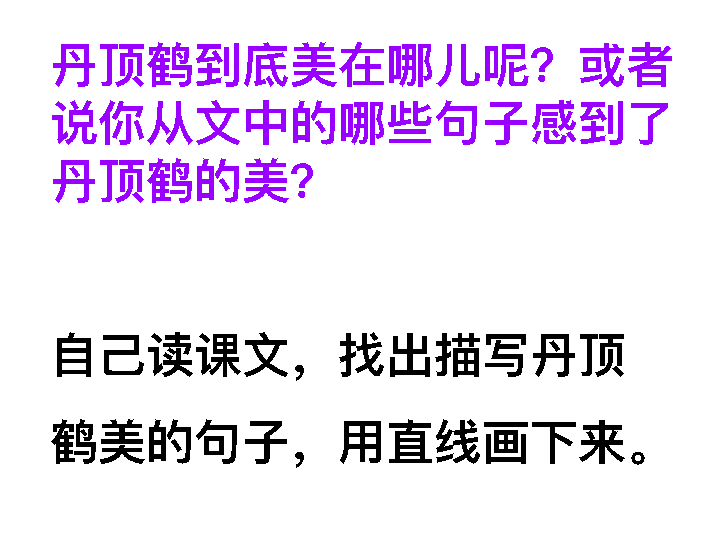 丹顶鹤到底美在哪儿呢？或者
说你从文中的哪些句子感到了
丹顶鹤的美？
自己读课文，找出描写丹顶
鹤美的句子，用直线画下来。